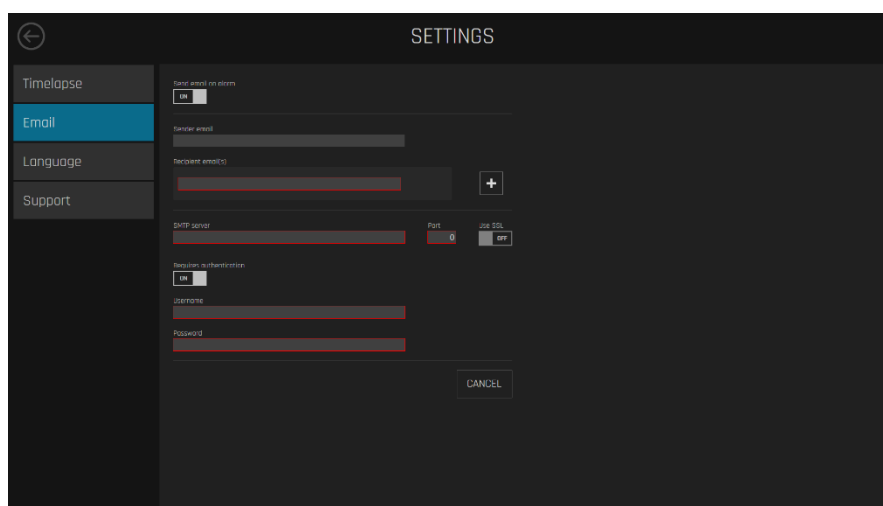 SETTINGS
Timelapse
Email
Language
Support
Send email on alarm
ON
Sender email
Recipient email(s)
+
SMTP server
Port
Use SSL
0
OFF
Requires authentication
ON
Username
Password
CANCEL